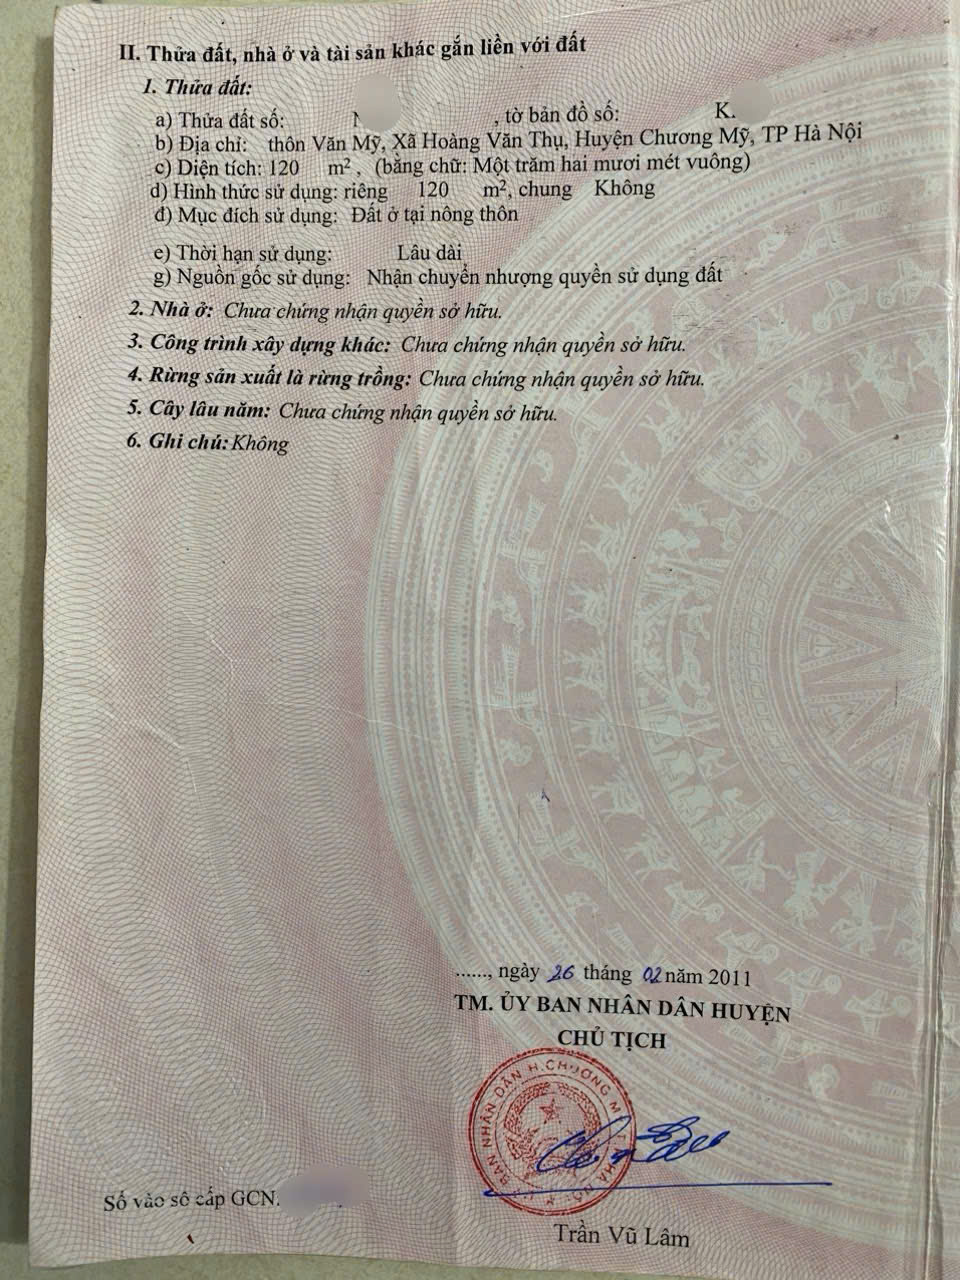 II. Thửa đất, nhà ở và tài sản khác gắn liền với đất
1. Thửa đất:
a) Thửa đất số: , tờ bản đồ số: K.
b) Địa chỉ: thôn Văn Mỹ, Xã Hoàng Văn Thụ, Huyện Chương Mỹ, TP Hà Nội
c) Diện tích: 120 m², (bằng chữ: Một trăm hai mươi mét vuông)
d) Hình thức sử dụng: riêng 120 m², chung Không
đ) Mục đích sử dụng: Đất ở tại nông thôn
e) Thời hạn sử dụng: Lâu dài
g) Nguồn gốc sử dụng: Nhận chuyển nhượng quyền sử dụng đất
2. Nhà ở: Chưa chứng nhận quyền sở hữu.
3. Công trình xây dựng khác: Chưa chứng nhận quyền sở hữu.
4. Rừng sản xuất là rừng trồng: Chưa chứng nhận quyền sở hữu.
5. Cây lâu năm: Chưa chứng nhận quyền sở hữu.
6. Ghi chú: Không
......, ngày 26 tháng 02 năm 2011
TM. ỦY BAN NHÂN DÂN HUYỆN
CHỦ TỊCH
BAN NHÂN DÂN H.CHƯƠNG M
Trần Vũ Lâm
Số vào sổ cấp GCN.